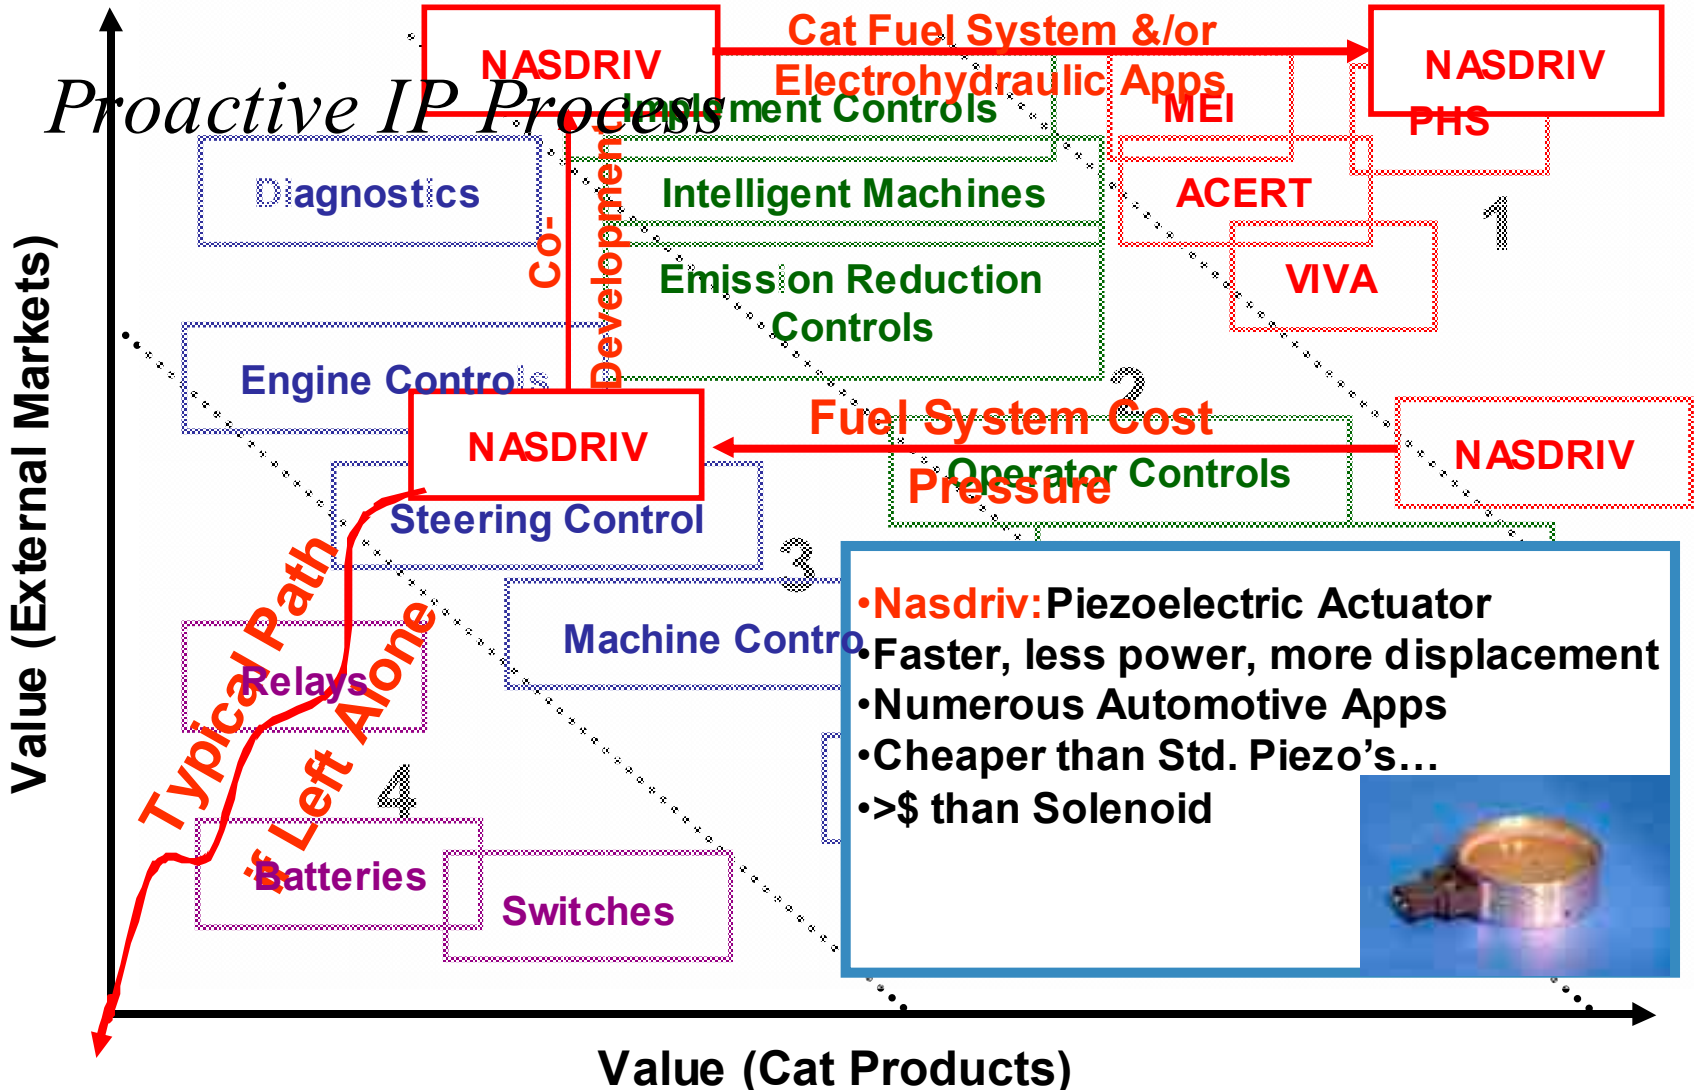 NASDRIV
Cat Fuel System &/or
Electrohydraulic Apps
NASDRIV
Proactive IP Process
Implement Controls
MEI
PHS
Diagnostics
Co-
Development
Intelligent Machines
ACERT
1
Emission Reduction
Controls
VIVA
Engine Controls
2
Fuel System Cost
Pressure
NASDRIV
Operator Controls
NASDRIV
Steering Control
3
Machine Contro
Typical Path
if Left Alone
Relays
4
Batteries
Switches
•Nasdriv:Piezoelectric Actuator
•Faster, less power, more displacement
•Numerous Automotive Apps
•Cheaper than Std. Piezo’s…
•>$ than Solenoid
Value (External Markets)
Value (Cat Products)